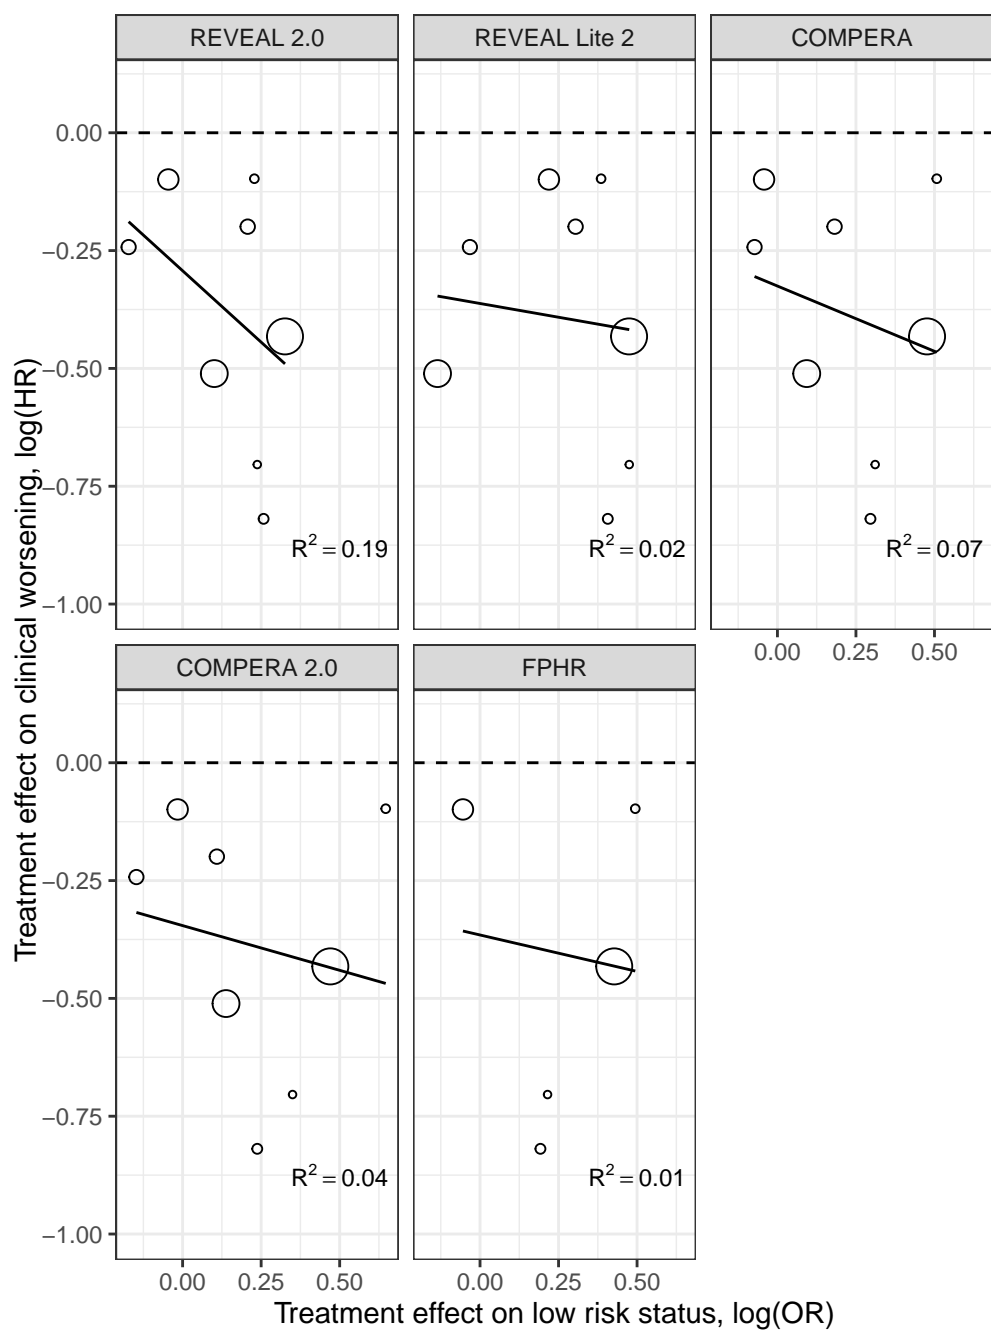 REVEAL 2.0
REVEAL Lite 2
COMPERA
0.00
−0.25
−0.50
−0.75
−1.00
R² = 0.19
R² = 0.02
R² = 0.07
0.00 0.25 0.50
COMPERA 2.0
FPHR
0.00
−0.25
−0.50
−0.75
−1.00
R² = 0.04
R² = 0.01
0.00 0.25 0.50
0.00 0.25 0.50
Treatment effect on clinical worsening, log(HR)
Treatment effect on low risk status, log(OR)